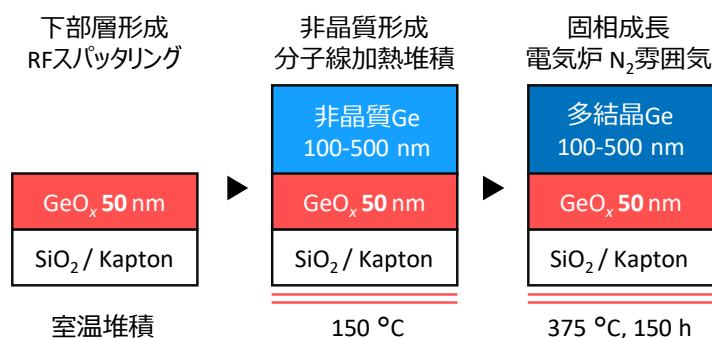 下部層形成
RFスパッタリング
GeOx 50 nm
SiO2 / Kapton
室温堆積
非晶質形成
分子線加熱堆積
非晶質Ge
100-500 nm
GeOx 50 nm
SiO2 / Kapton
150 °C
固相成長
電気炉 N2雰囲気
多結晶Ge
100-500 nm
GeOx 50 nm
SiO2 / Kapton
375 °C, 150 h